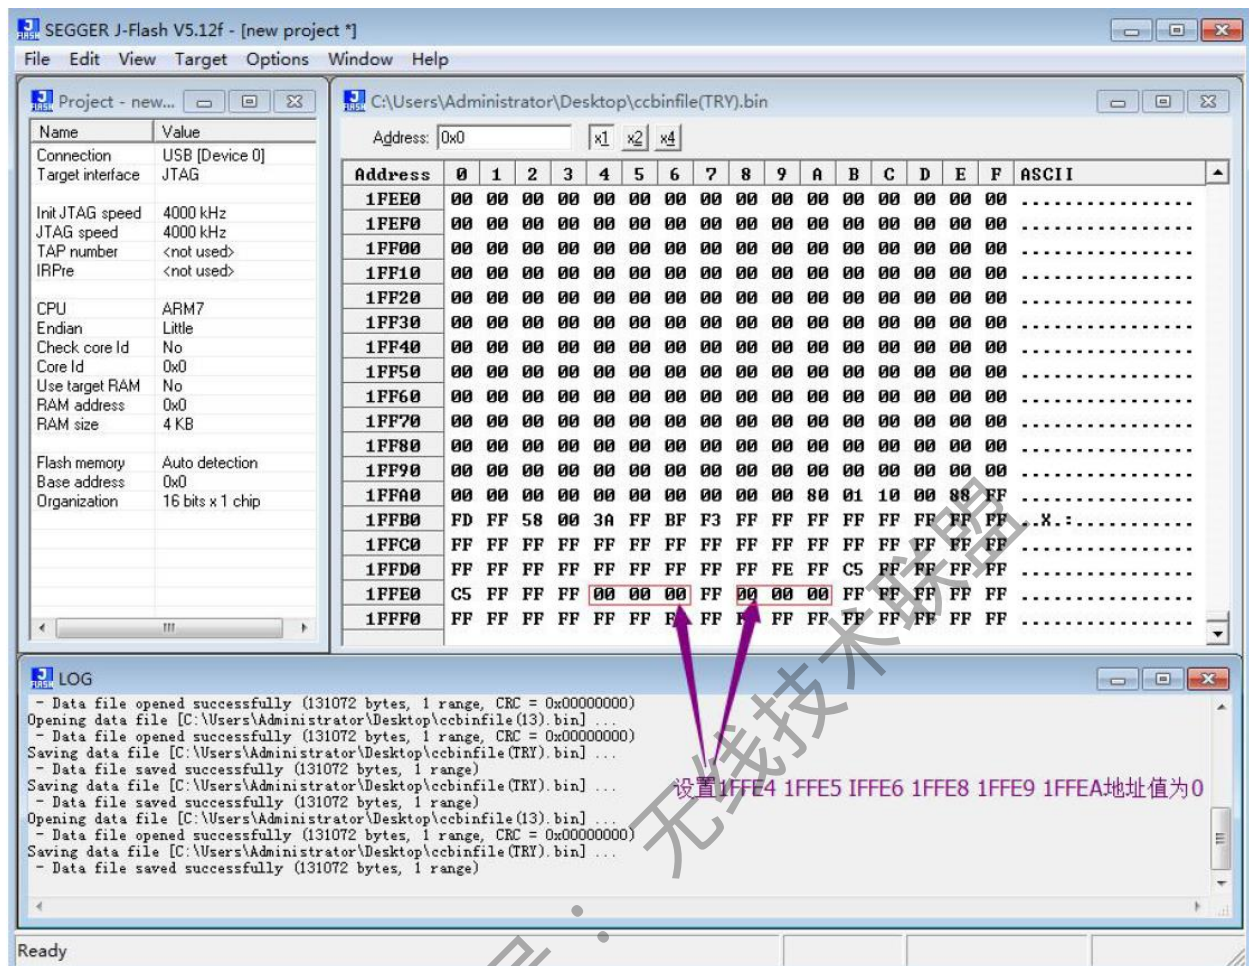 SEGGER J-Flash V5.12f - [new project *]
File Edit View Target Options Window Help
Project - new...
Name Value
Connection USB [Device 0]
Target interface JTAG
Init JTAG speed 4000 kHz
JTAG speed 4000 kHz
TAP number <not used>
IRPre <not used>
CPU ARM7
Endian Little
Check core Id No
Core Id 0x0
Use target RAM No
RAM address 0x0
RAM size 4 KB
Flash memory Auto detection
Base address 0x0
Organization 16 bits x 1 chip
C:\Users\Administrator\Desktop\ccbinfile(TRY).bin
Address: 0x0 x1 x2 x4
Address 0 1 2 3 4 5 6 7 8 9 A B C D E F ASCII
1FEE0 00 00 00 00 00 00 00 00 00 00 00 00 00 00 00 00 ................
1FEF0 00 00 00 00 00 00 00 00 00 00 00 00 00 00 00 00 ................
1FF00 00 00 00 00 00 00 00 00 00 00 00 00 00 00 00 00 ................
1FF10 00 00 00 00 00 00 00 00 00 00 00 00 00 00 00 00 ................
1FF20 00 00 00 00 00 00 00 00 00 00 00 00 00 00 00 00 ................
1FF30 00 00 00 00 00 00 00 00 00 00 00 00 00 00 00 00 ................
1FF40 00 00 00 00 00 00 00 00 00 00 00 00 00 00 00 00 ................
1FF50 00 00 00 00 00 00 00 00 00 00 00 00 00 00 00 00 ................
1FF60 00 00 00 00 00 00 00 00 00 00 00 00 00 00 00 00 ................
1FF70 00 00 00 00 00 00 00 00 00 00 00 00 00 00 00 00 ................
1FF80 00 00 00 00 00 00 00 00 00 00 00 00 00 00 00 00 ................
1FF90 00 00 00 00 00 00 00 00 00 00 00 00 00 00 00 00 ................
1FFA0 00 00 00 00 00 00 00 00 00 00 80 01 10 00 88 FF ................
1FFB0 FD FF 58 00 3A FF BF F3 FF FF FF FF FF FF FF FF ..X.:...........
1FFC0 FF FF FF FF FF FF FF FF FF FF FF FF FF FF FF FF ................
1FFD0 FF FF FF FF FF FF FF FF FF FE FF C5 FF FF FF FF ................
1FFE0 C5 FF FF FF 00 00 00 FF 00 00 00 FF FF FF FF FF ................
1FFF0 FF FF FF FF FF FF FF FF FF FF FF FF FF FF ................
LOG
- Data file opened successfully (131072 bytes, 1 range, CRC = 0x00000000)
Opening data file [C:\Users\Administrator\Desktop\ccbinfile(13).bin] ...
- Data file opened successfully (131072 bytes, 1 range, CRC = 0x00000000)
Saving data file [C:\Users\Administrator\Desktop\ccbinfile(TRY).bin] ...
- Data file saved successfully (131072 bytes, 1 range)
Saving data file [C:\Users\Administrator\Desktop\ccbinfile(TRY).bin] ...
- Data file saved successfully (131072 bytes, 1 range)
Opening data file [C:\Users\Administrator\Desktop\ccbinfile(13).bin] ...
- Data file opened successfully (131072 bytes, 1 range, CRC = 0x00000000)
Saving data file [C:\Users\Administrator\Desktop\ccbinfile(TRY).bin] ...
- Data file saved successfully (131072 bytes, 1 range)
设置1FFE4 1FFE5 IFFE6 1FFE8 1FFE9 1FFEA地址值为0
Ready
无线技术联盟